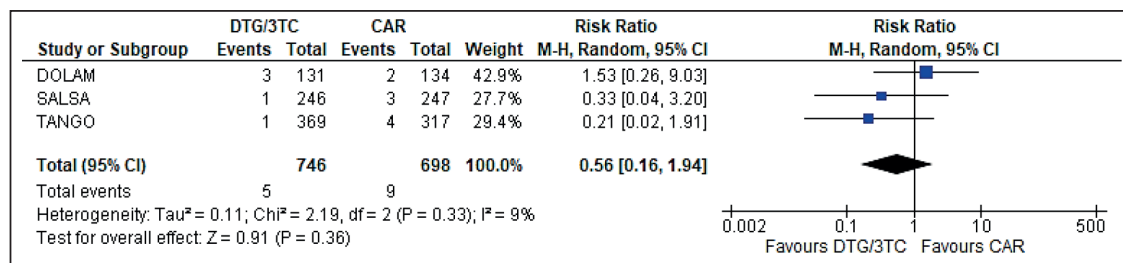 DTG/3TC CAR Risk Ratio Risk Ratio
Study or Subgroup Events Total Events Total Weight M-H, Random, 95% CI M-H, Random, 95% CI
DOLAM 3 131 2 134 42.9% 1.53 [0.26, 9.03]
SALSA 1 246 3 247 27.7% 0.33 [0.04, 3.20]
TANGO 1 369 4 317 29.4% 0.21 [0.02, 1.91]
Total (95% CI) 746 698 100.0% 0.56 [0.16, 1.94]
Total events 5 9
Heterogeneity: Tau² = 0.11; Chi² = 2.19, df = 2 (P = 0.33); I² = 9%
Test for overall effect: Z = 0.91 (P = 0.36)
0.002 0.1 1 10 500
Favours DTG/3TC Favours CAR